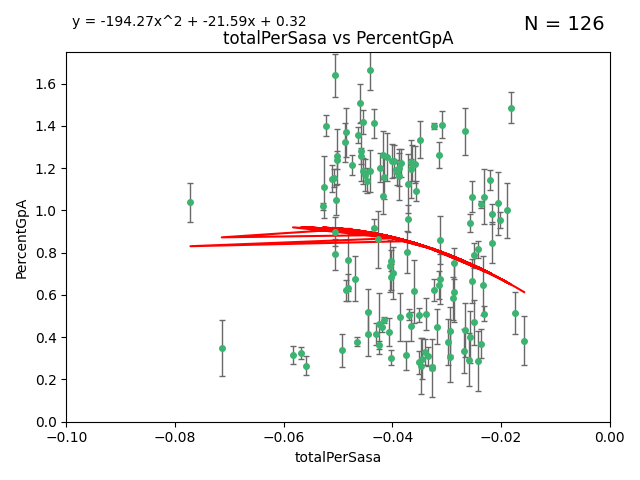 y = -194.27x^2 + -21.59x + 0.32
N = 126
totalPerSasa vs PercentGpA
PercentGpA
1.6
1.4
1.2
1.0
0.8
0.6
0.4
0.2
0.0
−0.10 −0.08 −0.06 −0.04 −0.02 0.00
totalPerSasa